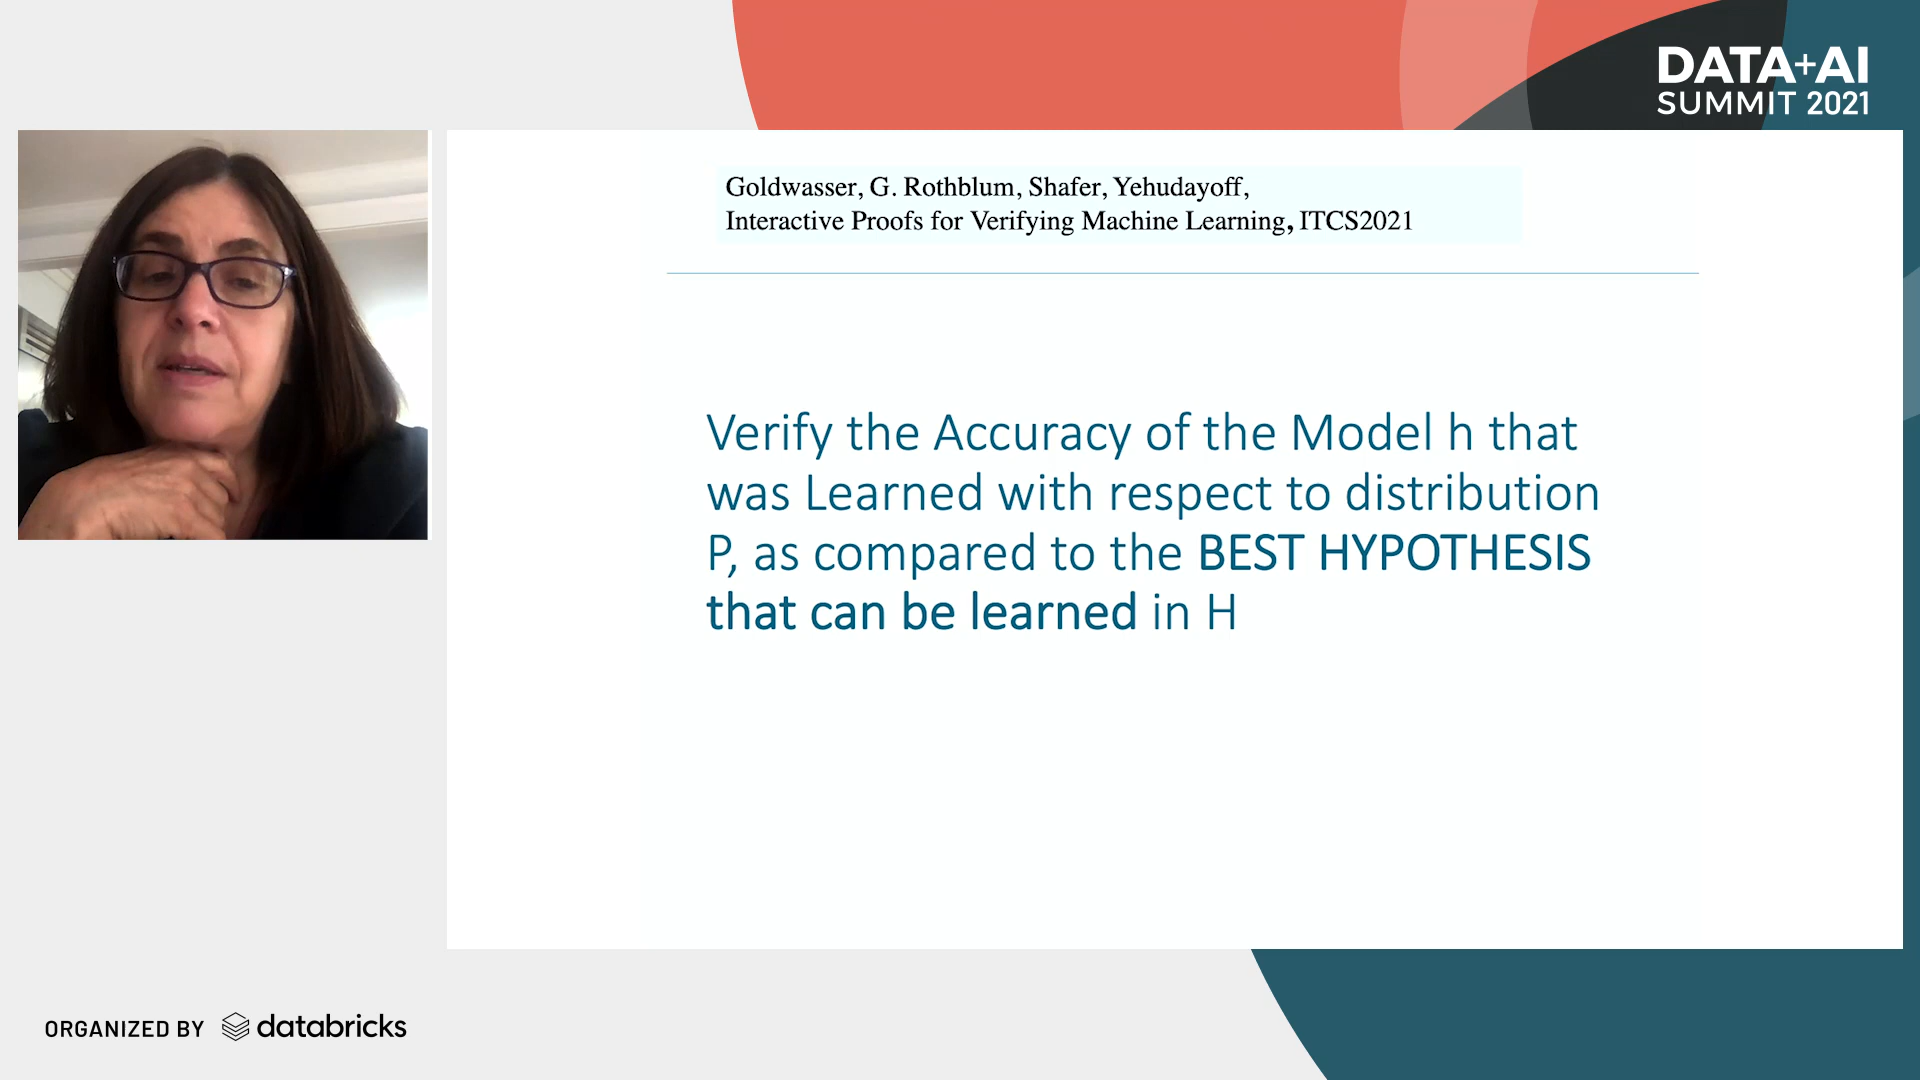 DATA+AI
SUMMIT 2021
Goldwasser, G. Rothblum, Shafer, Yehudayoff,
Interactive Proofs for Verifying Machine Learning, ITCS2021
Verify the Accuracy of the Model h that
was Learned with respect to distribution
P, as compared to the BEST HYPOTHESIS
that can be learned in H
ORGANIZED BY databricks